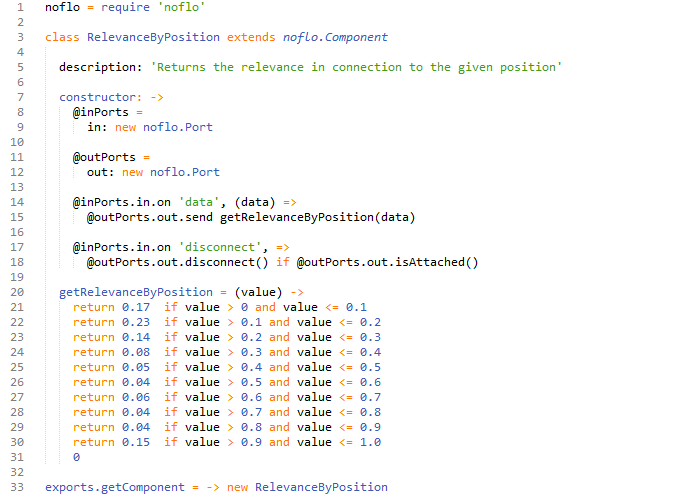 1 noflo = require 'noflo'
2
3 class RelevanceByPosition extends noflo.Component
4
5   description: 'Returns the relevance in connection to the given position'
6
7   constructor: ->
8     @inPorts =
9       in: new noflo.Port
10
11     @outPorts =
12       out: new noflo.Port
13
14     @inPorts.in.on 'data', (data) =>
15       @outPorts.out.send getRelevanceByPosition(data)
16
17     @inPorts.in.on 'disconnect', =>
18       @outPorts.out.disconnect() if @outPorts.out.isAttached()
19
20   getRelevanceByPosition = (value) ->
21     return 0.17  if value > 0 and value <= 0.1
22     return 0.23  if value > 0.1 and value <= 0.2
23     return 0.14  if value > 0.2 and value <= 0.3
24     return 0.08  if value > 0.3 and value <= 0.4
25     return 0.05  if value > 0.4 and value <= 0.5
26     return 0.04  if value > 0.5 and value <= 0.6
27     return 0.06  if value > 0.6 and value <= 0.7
28     return 0.04  if value > 0.7 and value <= 0.8
29     return 0.04  if value > 0.8 and value <= 0.9
30     return 0.15  if value > 0.9 and value <= 1.0
31     0
32
33 exports.getComponent = -> new RelevanceByPosition